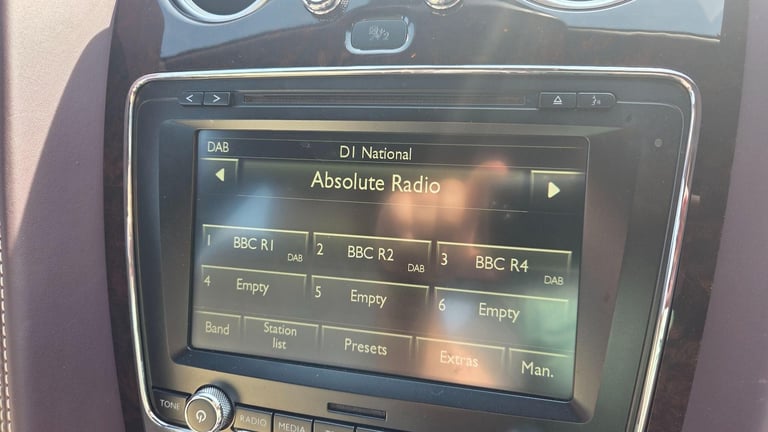 DAB
D1 National
Absolute Radio
1 BBC R1 DAB
2 BBC R2 DAB
3 BBC R4 DAB
4 Empty
5 Empty
6 Empty
Band
Station
list
Presets
Extras
Man.
TONE
RADIO
MEDIA